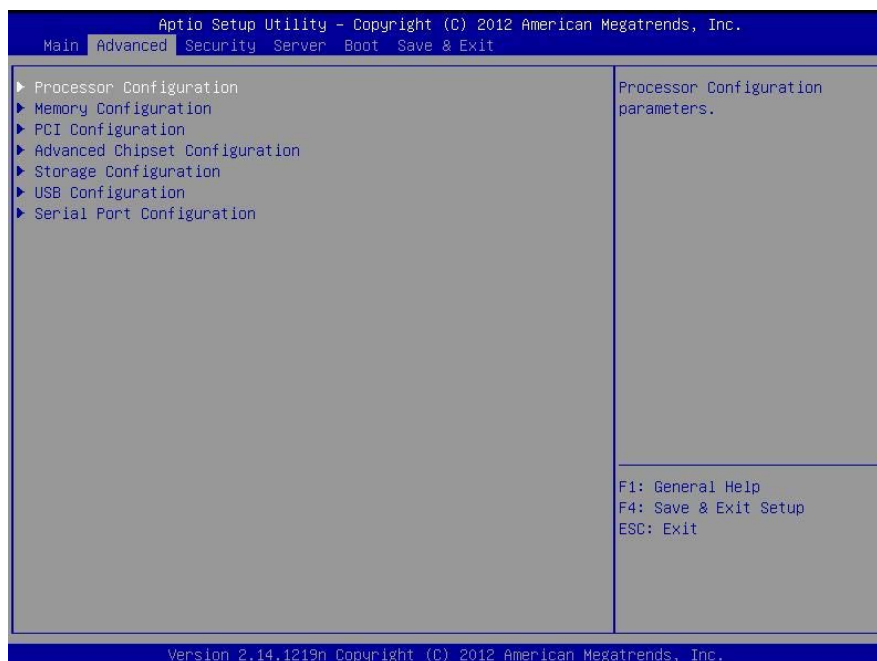 Aptio Setup Utility - Copyright (C) 2012 American Megatrends, Inc.
Main Advanced Security Server Boot Save & Exit
Processor Configuration
Memory Configuration
PCI Configuration
Advanced Chipset Configuration
Storage Configuration
USB Configuration
Serial Port Configuration
Processor Configuration
parameters.
F1: General Help
F4: Save & Exit Setup
ESC: Exit
Version 2.14.1219n Copyright (C) 2012 American Megatrends, Inc.